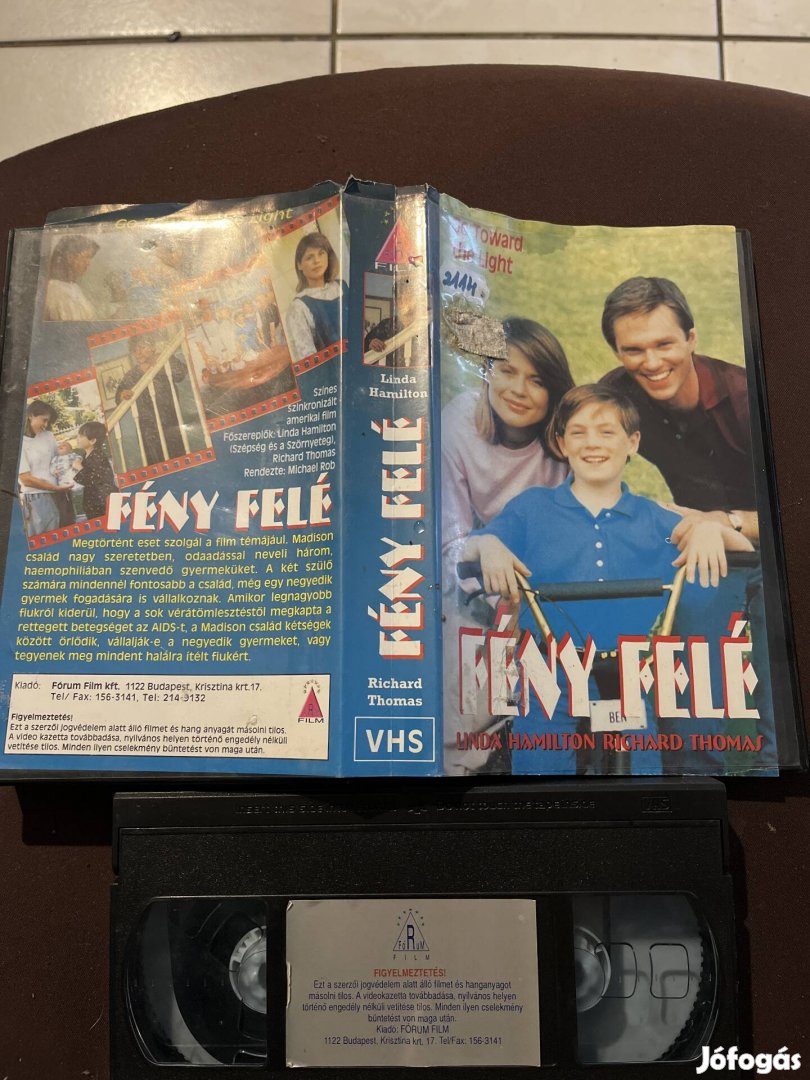 Light
Színes
szinkronizált
amerikai film
Főszereplők: Linda Hamilton
(Szépség és a Szörnyeteg),
Richard Thomas
Rendezte: Michael Rob
FÉNY FELÉ
Megtörtént eset szolgál a film témájául. Madison
család nagy szeretetben, odaadással neveli három,
haemophiliában szenvedő gyermeküket. A két szülő
számára mindennél fontosabb a család, még egy negyedik
gyermek fogadására is vállalkoznak. Amikor legnagyobb
fiukról kiderül, hogy a sok vérátömlesztéstől megkapta a
rettegett betegséget az AIDS-t, a Madison család kétségek
között őrlődik, vállalják-e a negyedik gyermeket, vagy
tegyenek meg mindent halálra ítélt fiukért.
Kiadó: Fórum Film kft. 1122 Budapest, Krisztina krt.17.
Tel/ Fax: 156-3141, Tel: 214-9132
FILM
Figyelmeztetés!
Ezt a szerzői jogvédelem alatt álló filmet és hang anyagát másolni tilos.
A video kazetta továbbadása, nyilvános helyen történő engedély nélküli
vetítése tilos. Minden ilyen cselekmény büntetést von maga után.
FILM
Linda
Hamilton
FÉNY FELÉ
Richard
Thomas
VHS
Toward
the Light
2114.
FÉNY FELÉ
BE
LINDA HAMILTON RICHARD THOMAS
VHS
FóRuM
FILM
FIGYELMEZTETÉS!
Ezt a szerzői jogvédelem alatt álló filmet és hanganyagot
másolni tilos. A videokazetta továbbadása, nyilvános helyen
történő engedély nélküli vetítése tilos. Minden ilyen cselekmény
büntetést von maga után.
Kiadó: FÓRUM FILM
1122 Budapest, Krisztina krt. 17. Tel/Fax: 156-3141
Jófogás